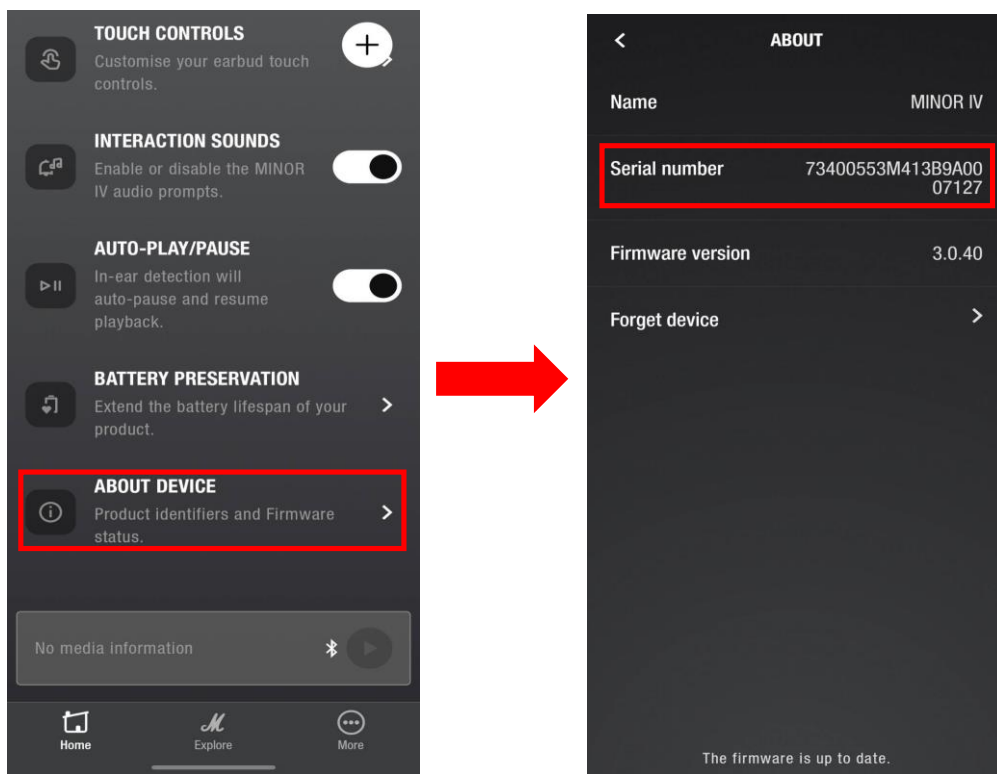 TOUCH CONTROLS
Customise your earbud touch
controls.
INTERACTION SOUNDS
Enable or disable the MINOR
IV audio prompts.
AUTO-PLAY/PAUSE
In-ear detection will
auto-pause and resume
playback.
BATTERY PRESERVATION
Extend the battery lifespan of your
product.
ABOUT DEVICE
Product identifiers and Firmware
status.
No media information
Home Explore More
ABOUT
Name MINOR IV
Serial number 73400553M413B9A00
07127
Firmware version 3.0.40
Forget device
The firmware is up to date.